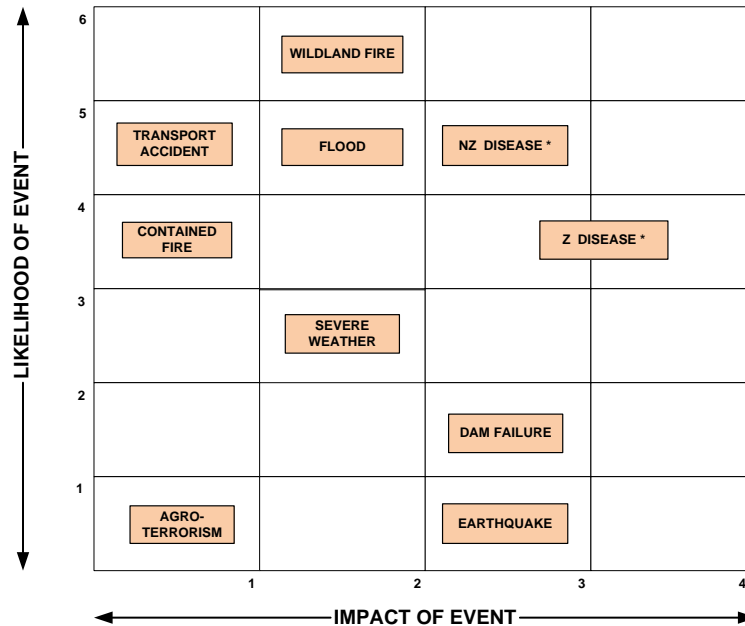 6
WILDLAND FIRE
5
TRANSPORT
ACCIDENT
FLOOD
NZ DISEASE *
4
CONTAINED
FIRE
Z DISEASE *
3
SEVERE
WEATHER
2
DAM FAILURE
1
AGRO-
TERRORISM
EARTHQUAKE
1
2
3
4
LIKELIHOOD OF EVENT
IMPACT OF EVENT